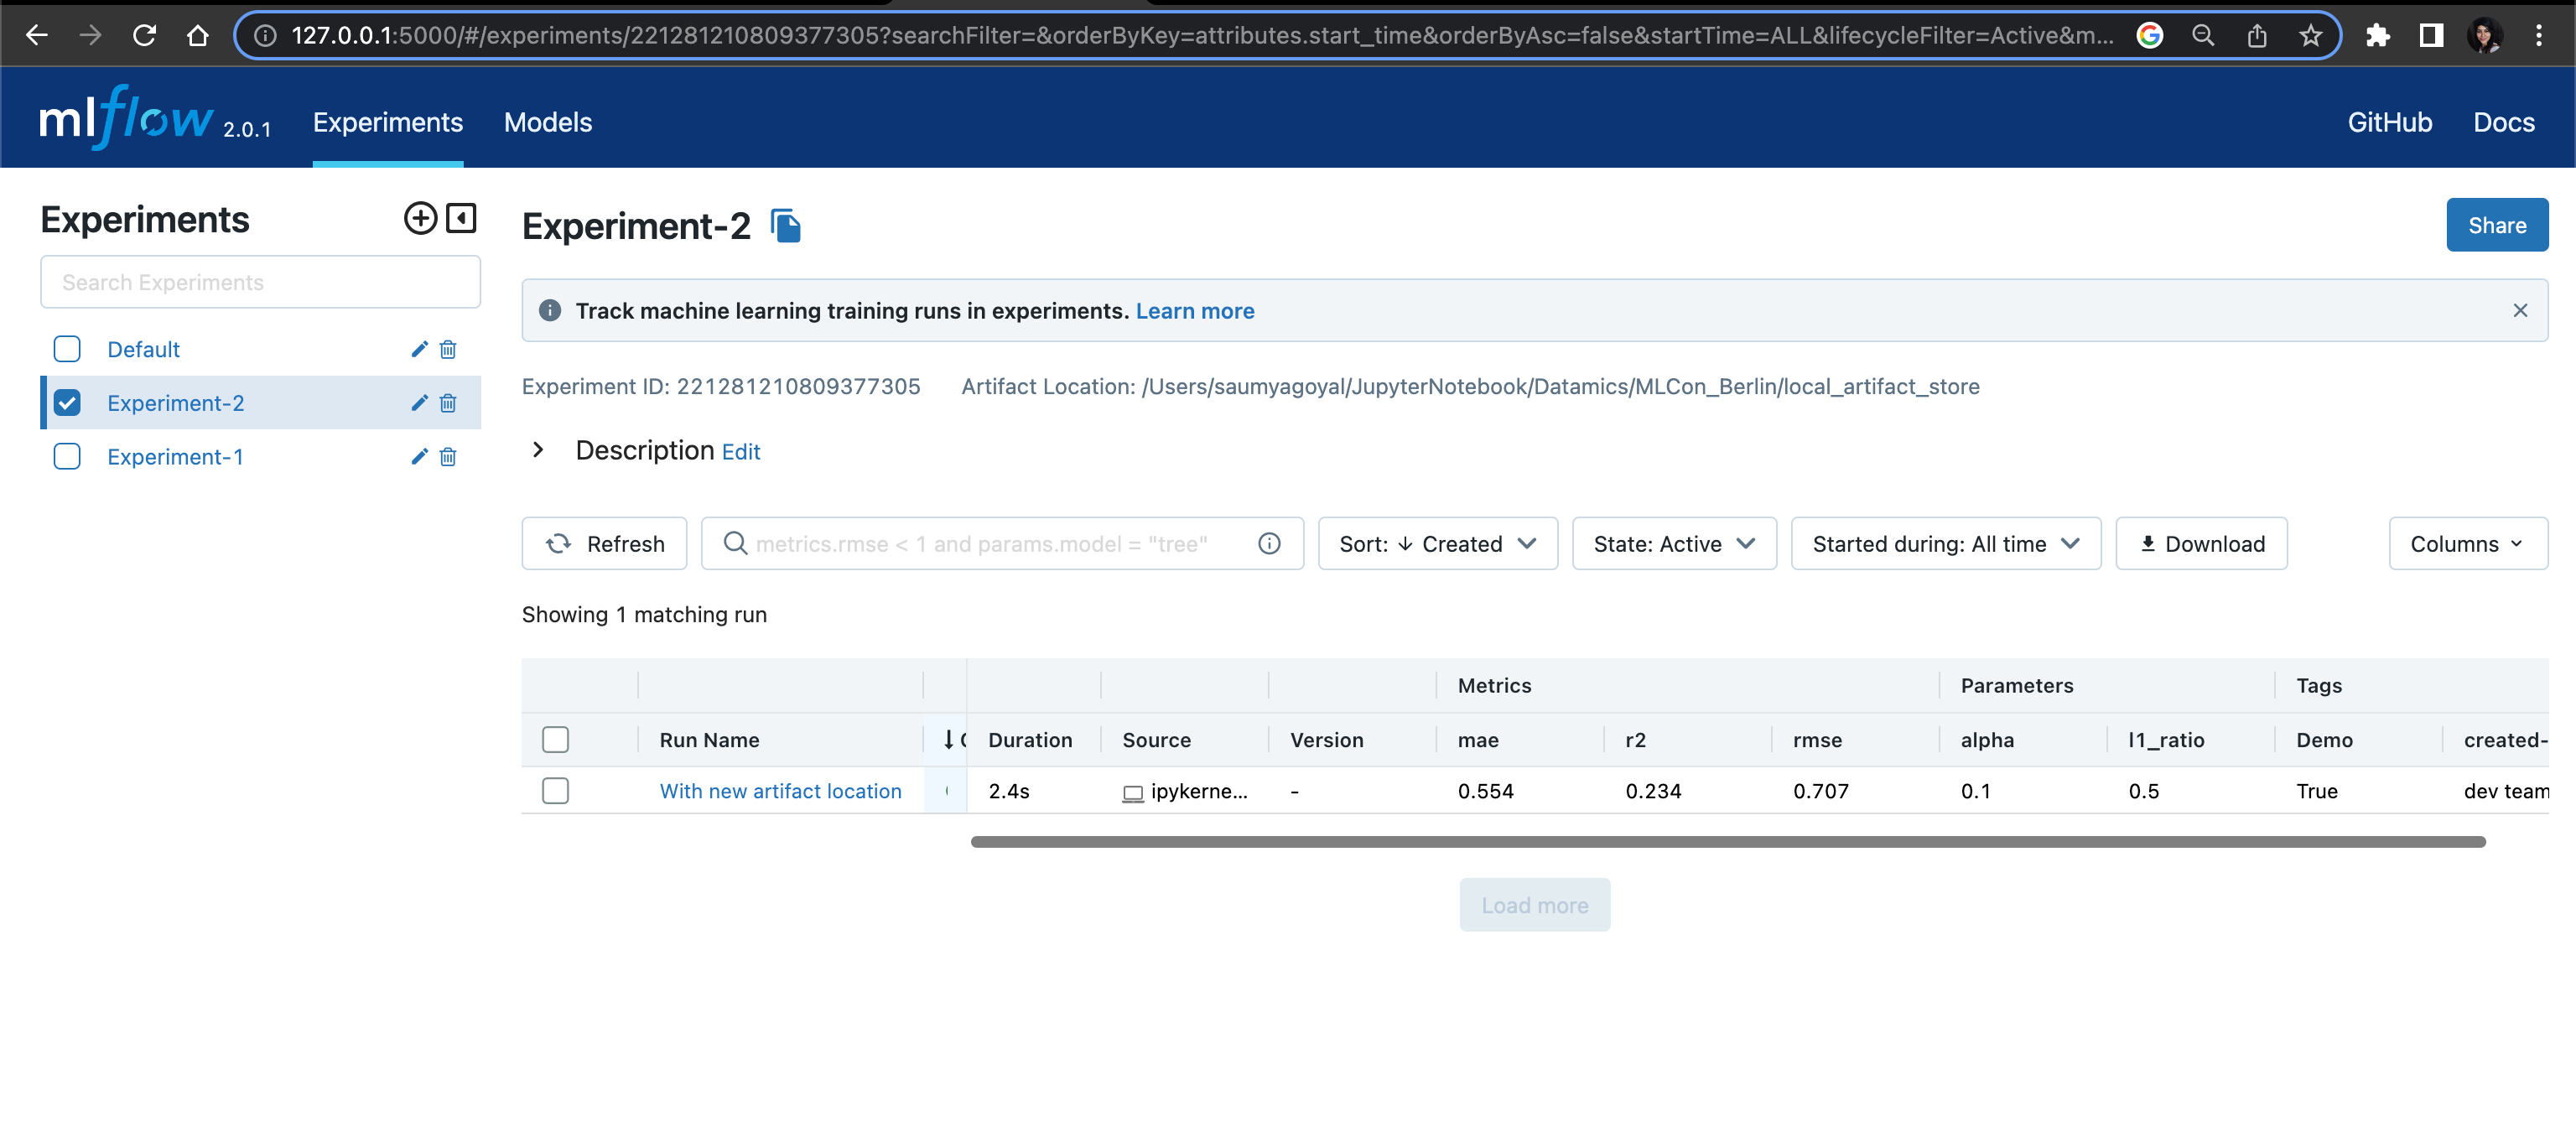 127.0.0.1:5000/#/experiments/221281210809377305?searchFilter=&orderByKey=attributes.start_time&orderByAsc=false&startTime=ALL&lifecycleFilter=Active&m...
mlflow 2.0.1 Experiments Models GitHub Docs
Experiments
Search Experiments
Default
Experiment-2
Experiment-1
Experiment-2 Share
Track machine learning training runs in experiments. Learn more
Experiment ID: 221281210809377305 Artifact Location: /Users/saumyagoyal/JupyterNotebook/Datamics/MLCon_Berlin/local_artifact_store
Description Edit
Refresh metrics.rmse < 1 and params.model = "tree" Sort: ↓ Created State: Active Started during: All time Download Columns
Showing 1 matching run
Metrics Parameters Tags
Run Name Duration Source Version mae r2 rmse alpha l1_ratio Demo created-
With new artifact location 2.4s ipykerne... - 0.554 0.234 0.707 0.1 0.5 True dev team
Load more